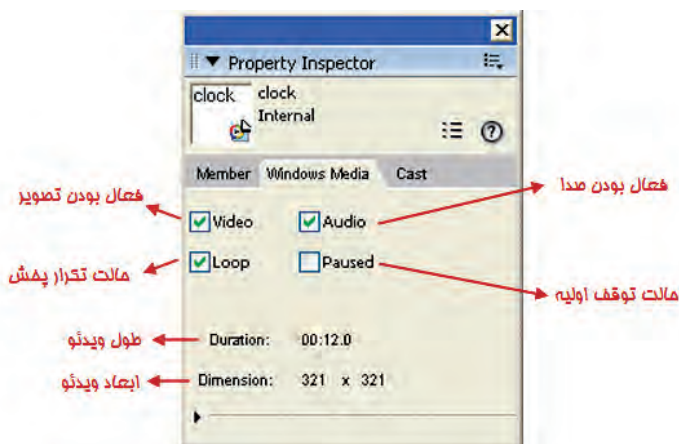 Property Inspector
clock clock
Internal
Member Windows Media Cast
فعال بودن تصویر
Video
Audio
فعال بودن صدا
حالت تکرار پخش
Loop
Paused
حالت توقف اولیه
طول ویدئو
Duration: 00:12.0
ابعاد ویدئو
Dimension: 321 x 321